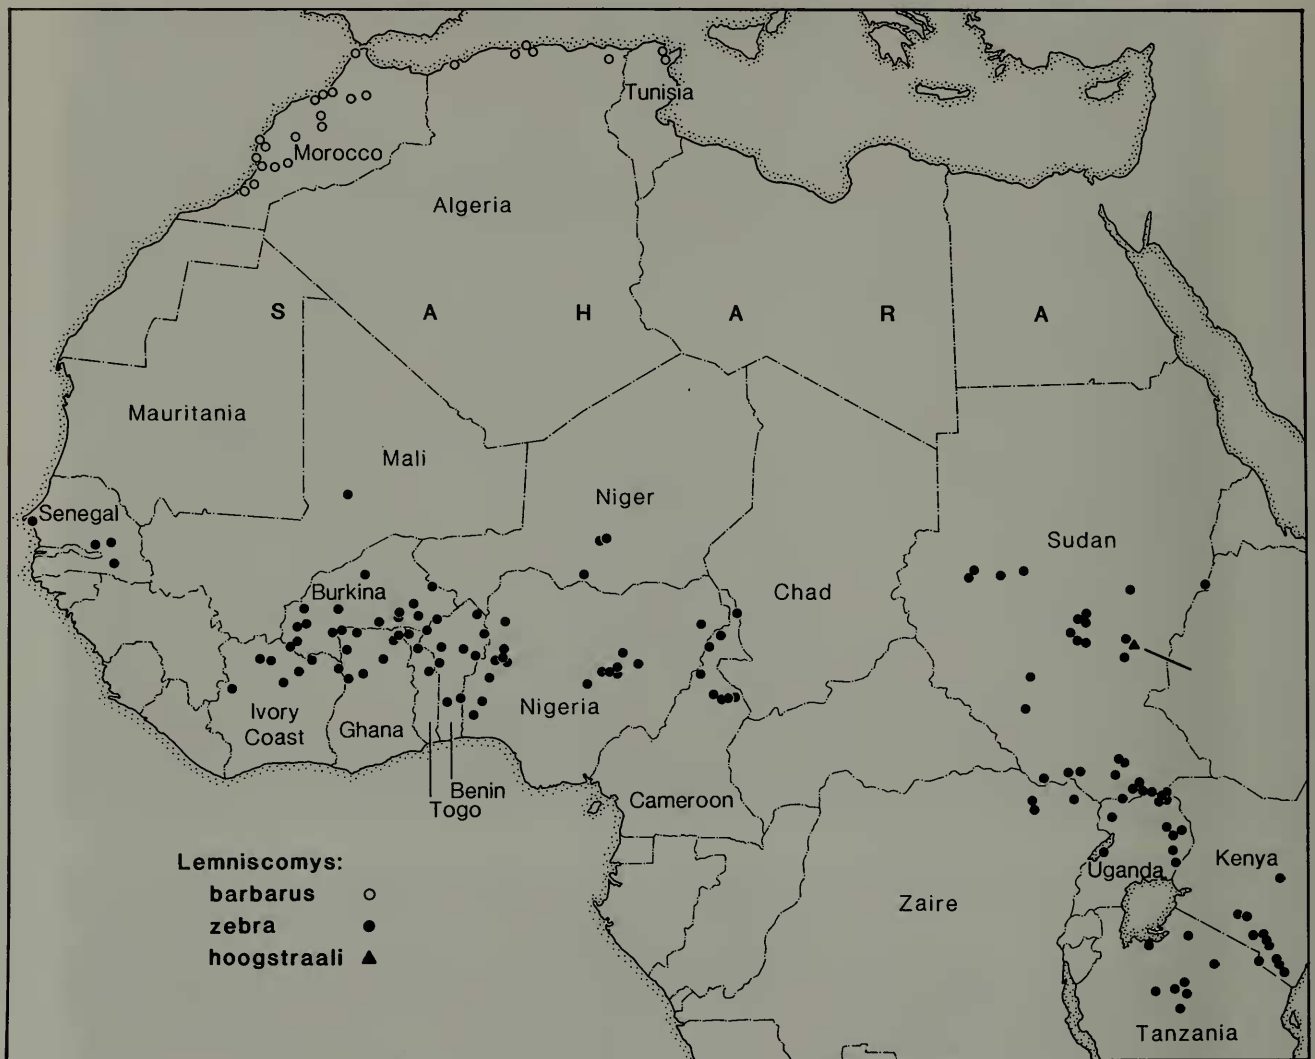 Tunisia
Morocco
Algeria
S A H A R A
Mauritania
Mali
Niger
Senegal
Sudan
Chad
Burkina
Nigeria
Ivory
Coast
Ghana
Benin
Togo
Cameroon
Uganda
Kenya
Zaire
Tanzania
Lemniscomys:
barbarus
zebra
hoogstraali